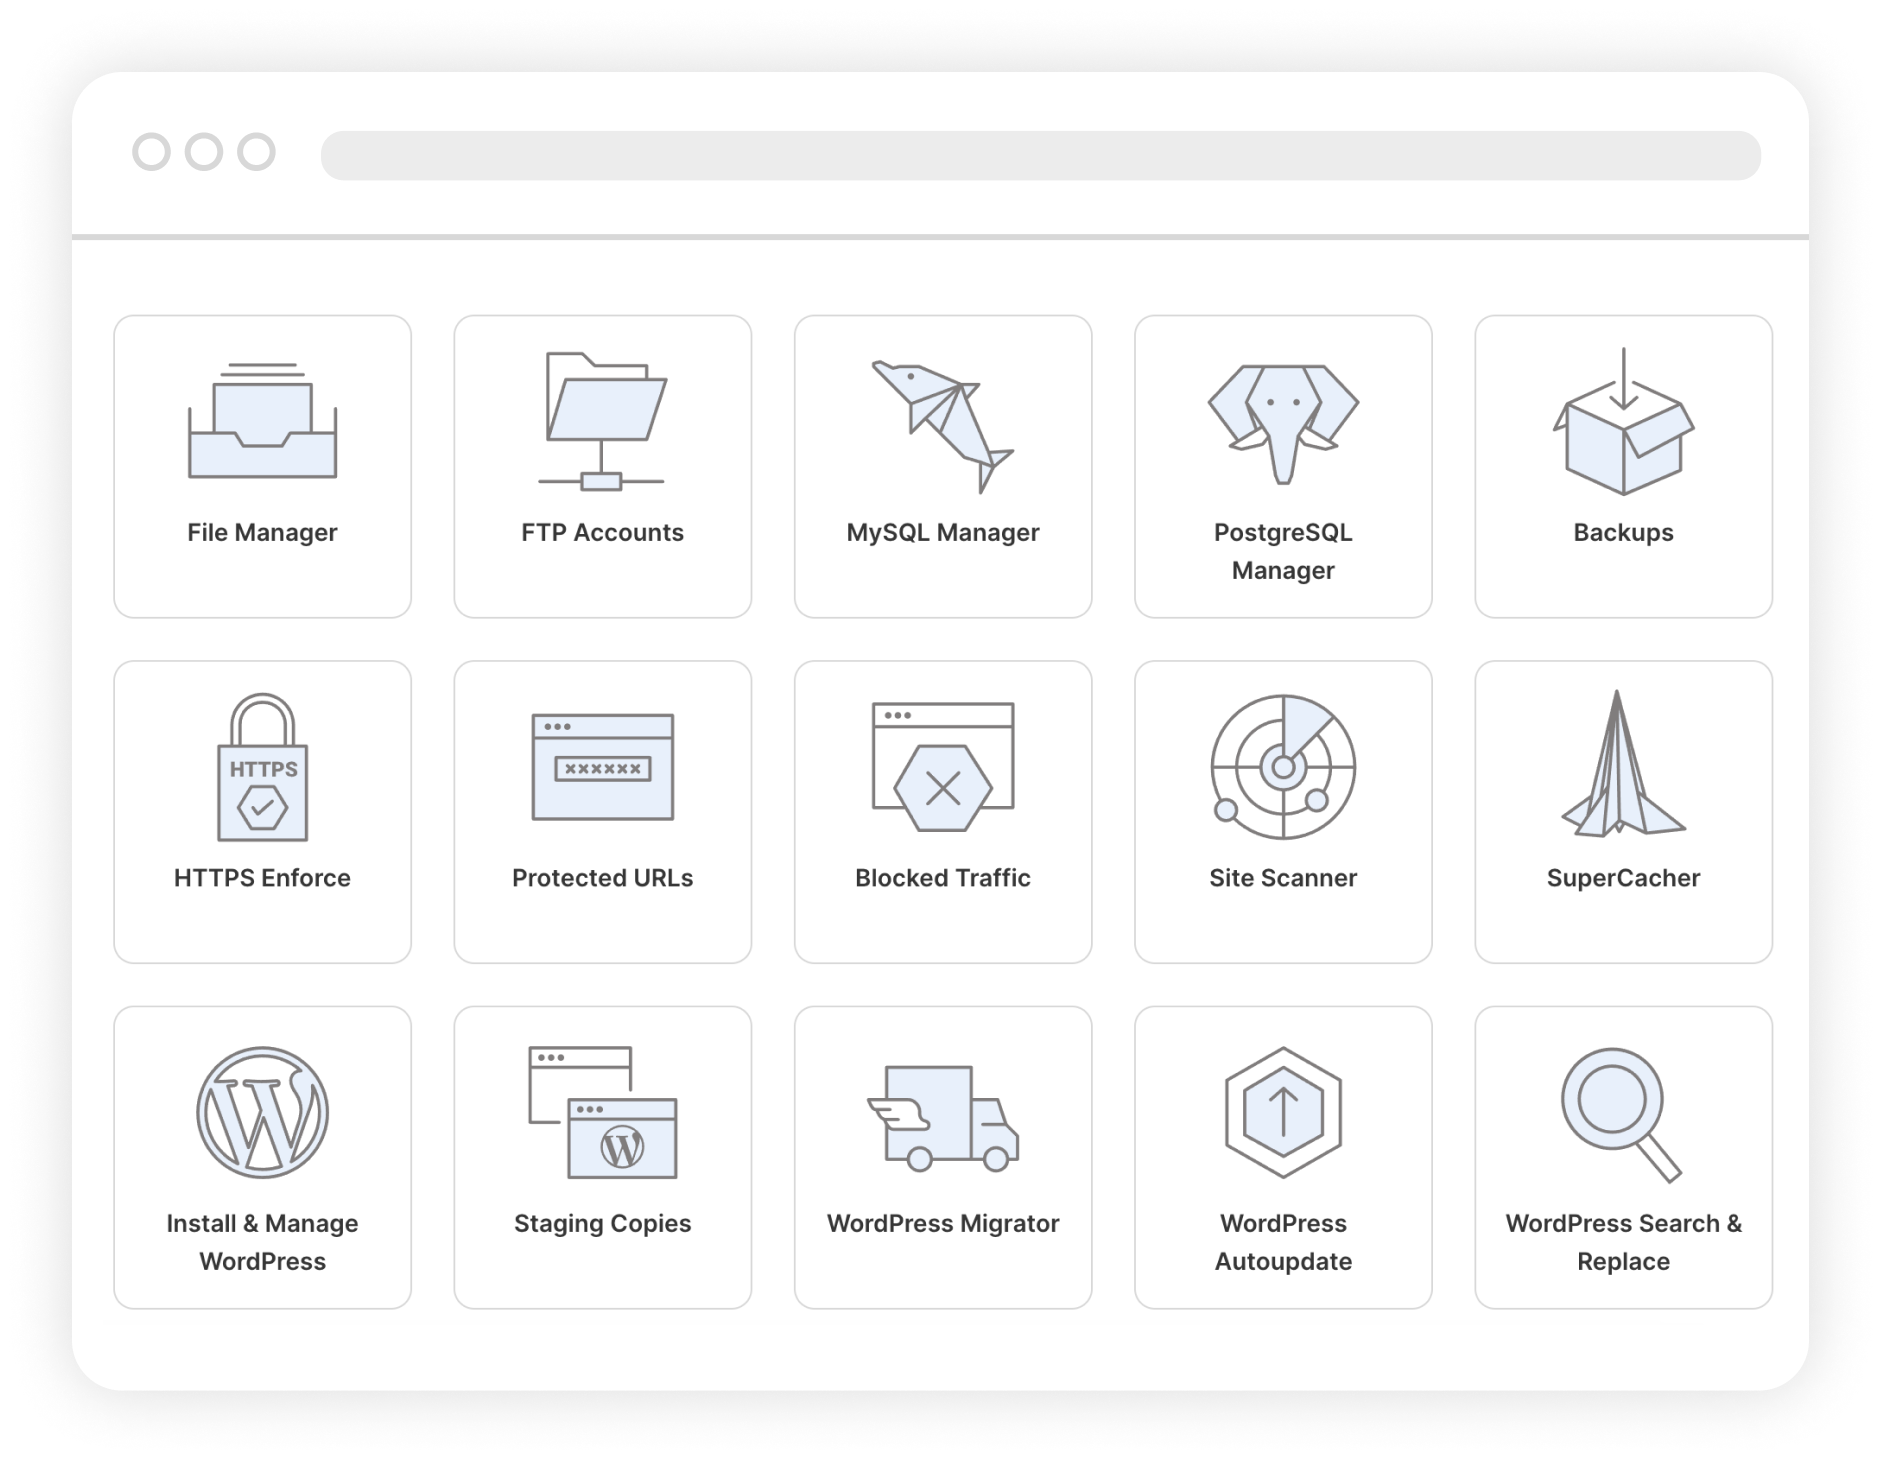 File Manager
FTP Accounts
MySQL Manager
PostgreSQL
Manager
Backups
HTTPS
HTTPS Enforce
××××××
Protected URLs
Blocked Traffic
Site Scanner
SuperCacher
W
Install & Manage
WordPress
W
Staging Copies
WordPress Migrator
WordPress
Autoupdate
WordPress Search &
Replace